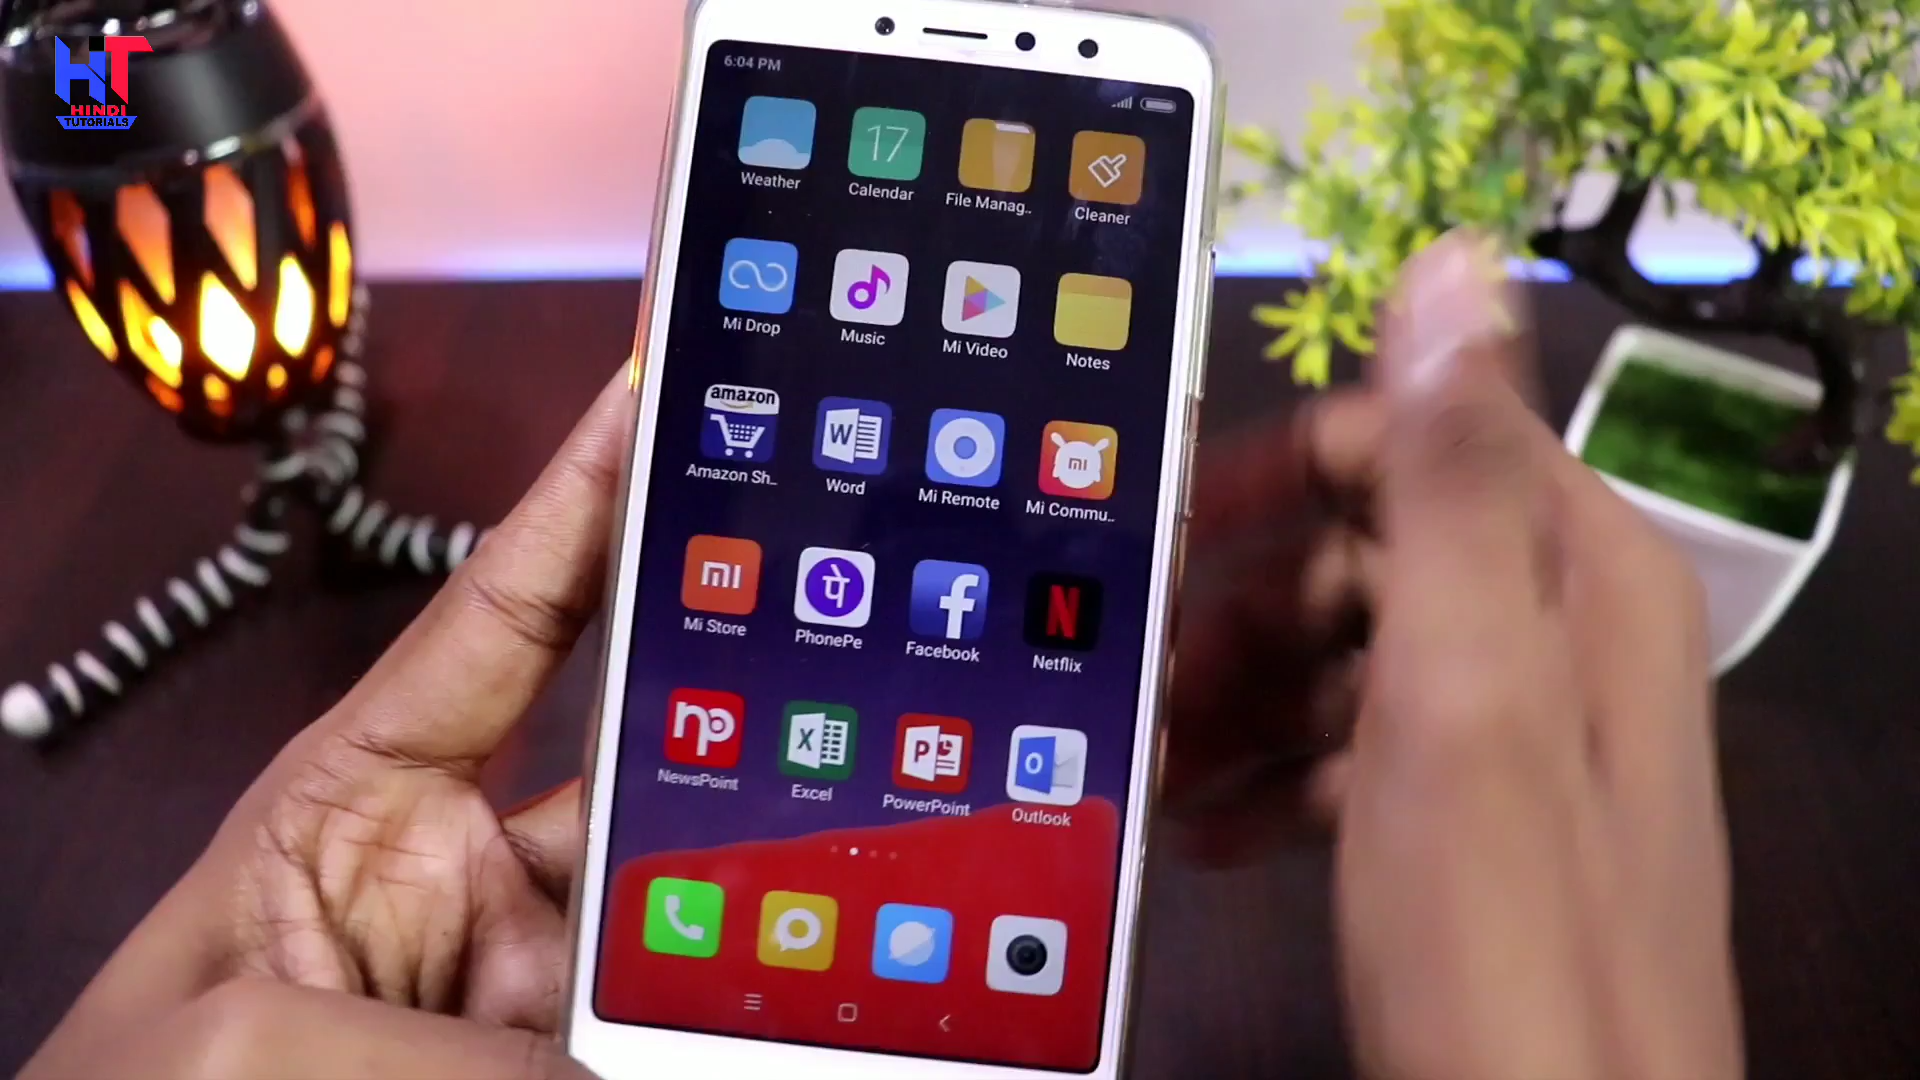 HT
HINDI
TUTORIALS
6:04 PM
17
Weather
Calendar
File Manag..
Cleaner
Mi Drop
Music
Mi Video
Notes
amazon
W
mi
Amazon Sh..
Word
Mi Remote
Mi Commu..
mi
पे
f
N
Mi Store
PhonePe
Facebook
Netflix
np
X
P
O
NewsPoint
Excel
PowerPoint
Outlook